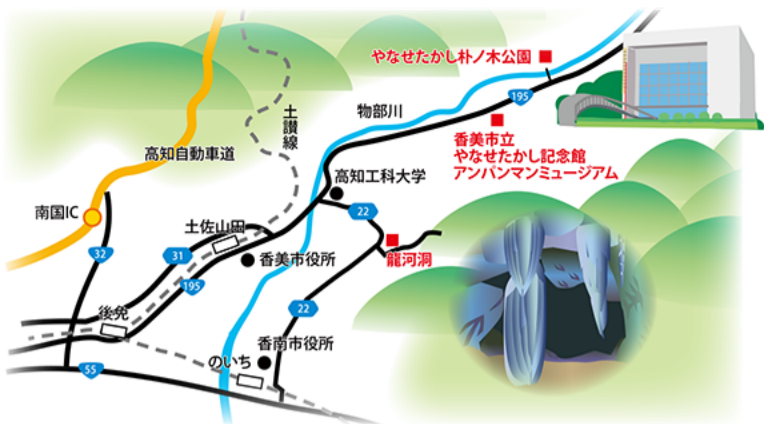 やなせたかし朴ノ木公園
195
物部川
土讃線
香美市立
やなせたかし記念館
アンパンマンミュージアム
高知自動車道
高知工科大学
南国IC
22
土佐山田
32
31
香美市役所
龍河洞
195
後免
22
香南市役所
のいち
55